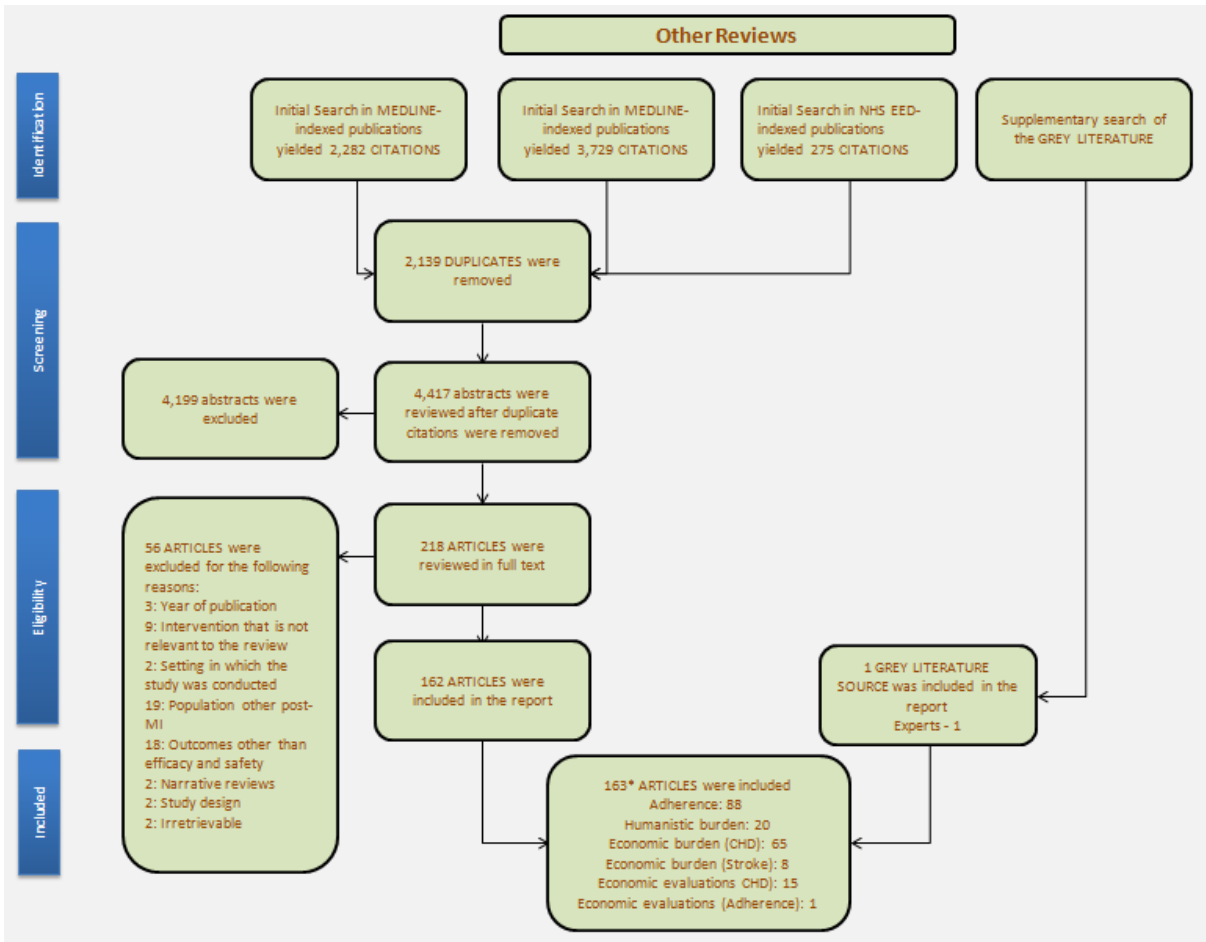 Other Reviews
Identification
Initial Search in MEDLINE-
indexed publications
yielded 2,282 CITATIONS
Initial Search in MEDLINE-
indexed publications
yielded 3,729 CITATIONS
Initial Search in NHS EED-
indexed publications
yielded 275 CITATIONS
Supplementary search of
the GREY LITERATURE
Screening
2,139 DUPLICATES were
removed
4,199 abstracts were
excluded
4,417 abstracts were
reviewed after duplicate
citations were removed
Eligibility
56 ARTICLES were
excluded for the following
reasons:
3: Year of publication
9: Intervention that is not
relevant to the review
2: Setting in which the
study was conducted
19: Population other post-
MI
18: Outcomes other than
efficacy and safety
2: Narrative reviews
2: Study design
2: Irretrievable
218 ARTICLES were
reviewed in full text
162 ARTICLES were
included in the report
1 GREY LITERATURE
SOURCE was included in the
report
Experts - 1
Included
163* ARTICLES were included
Adherence: 88
Humanistic burden: 20
Economic burden (CHD): 65
Economic burden (Stroke): 8
Economic evaluations CHD): 15
Economic evaluations (Adherence): 1